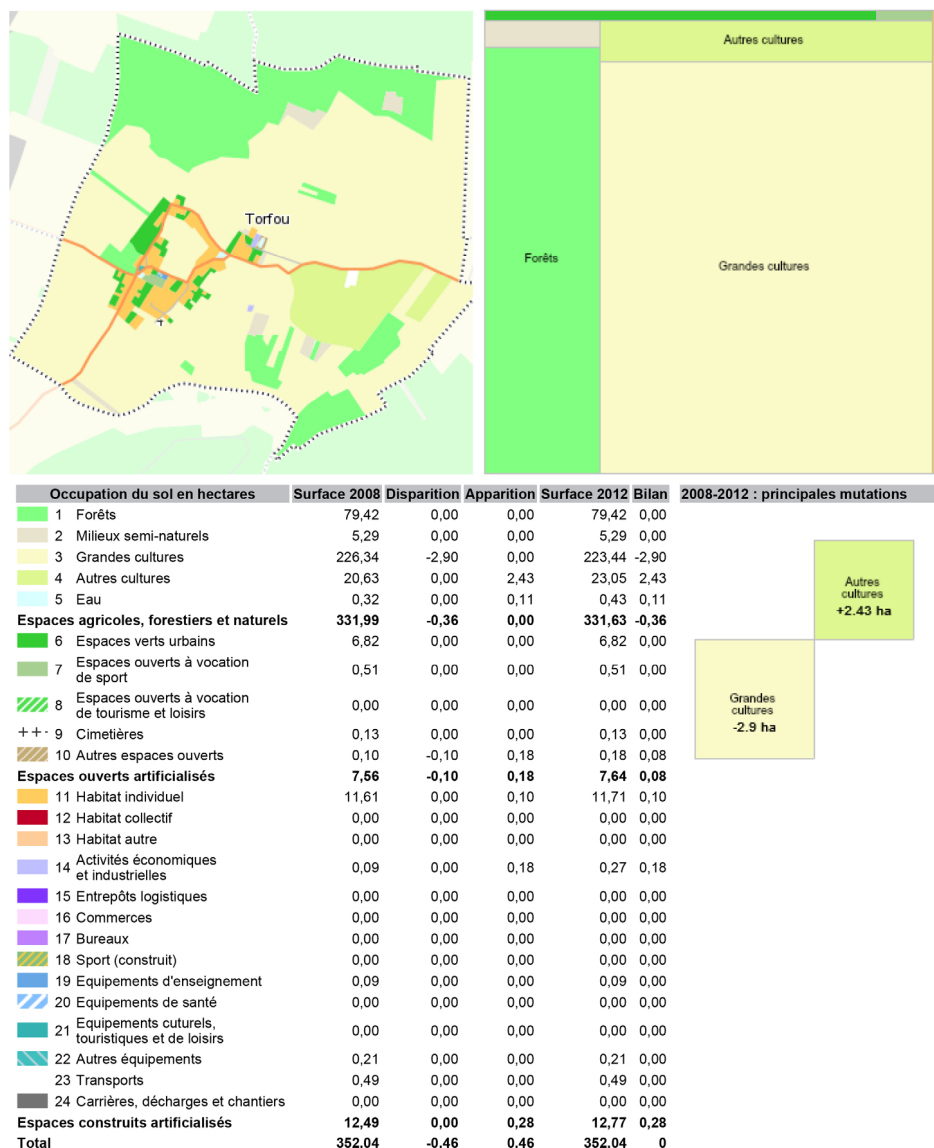 Torfou
Autres cultures
Forêts
Grandes cultures
Occupation du sol en hectares Surface 2008 Disparition Apparition Surface 2012 Bilan 2008-2012 : principales mutations
1 Forêts 79,42 0,00 0,00 79,42 0,00
2 Milieux semi-naturels 5,29 0,00 0,00 5,29 0,00
3 Grandes cultures 226,34 -2,90 0,00 223,44 -2,90
4 Autres cultures 20,63 0,00 2,43 23,05 2,43
5 Eau 0,32 0,00 0,11 0,43 0,11
Espaces agricoles, forestiers et naturels 331,99 -0,36 0,00 331,63 -0,36
6 Espaces verts urbains 6,82 0,00 0,00 6,82 0,00
7 Espaces ouverts à vocation
de sport 0,51 0,00 0,00 0,51 0,00
8 Espaces ouverts à vocation
de tourisme et loisirs 0,00 0,00 0,00 0,00 0,00
9 Cimetières 0,13 0,00 0,00 0,13 0,00
10 Autres espaces ouverts 0,10 -0,10 0,18 0,18 0,08
Espaces ouverts artificialisés 7,56 -0,10 0,18 7,64 0,08
11 Habitat individuel 11,61 0,00 0,10 11,71 0,10
12 Habitat collectif 0,00 0,00 0,00 0,00 0,00
13 Habitat autre 0,00 0,00 0,00 0,00 0,00
14 Activités économiques
et industrielles 0,09 0,00 0,18 0,27 0,18
15 Entrepôts logistiques 0,00 0,00 0,00 0,00 0,00
16 Commerces 0,00 0,00 0,00 0,00 0,00
17 Bureaux 0,00 0,00 0,00 0,00 0,00
18 Sport (construit) 0,00 0,00 0,00 0,00 0,00
19 Equipements d'enseignement 0,09 0,00 0,00 0,09 0,00
20 Equipements de santé 0,00 0,00 0,00 0,00 0,00
21 Equipements cuturels,
touristiques et de loisirs 0,00 0,00 0,00 0,00 0,00
22 Autres équipements 0,21 0,00 0,00 0,21 0,00
23 Transports 0,49 0,00 0,00 0,49 0,00
24 Carrières, décharges et chantiers 0,00 0,00 0,00 0,00 0,00
Espaces construits artificialisés 12,49 0,00 0,28 12,77 0,28
Total 352,04 -0,46 0,46 352,04 0
Autres
cultures
+2.43 ha
Grandes
cultures
-2.9 ha